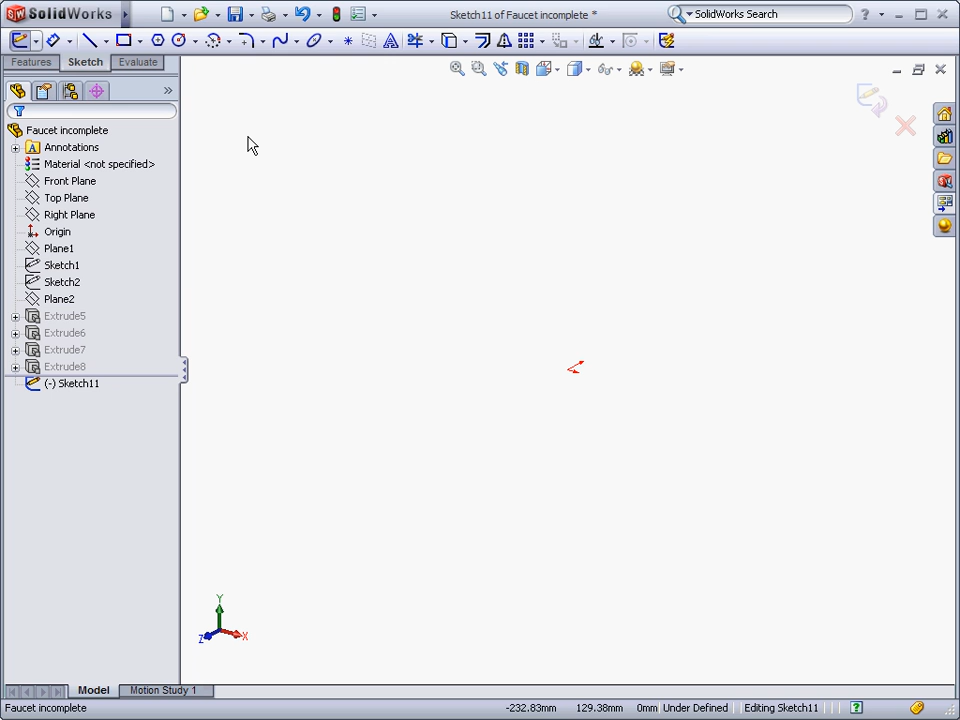 SolidWorks
Sketch11 of Faucet incomplete *
SolidWorks Search
Features
Sketch
Evaluate
Faucet incomplete
Annotations
Material <not specified>
Front Plane
Top Plane
Right Plane
Origin
Plane1
Sketch1
Sketch2
Plane2
Extrude5
Extrude6
Extrude7
Extrude8
(-) Sketch11
Y
Z
X
Model
Motion Study 1
Faucet incomplete
-232.83mm 129.38mm 0mm Under Defined Editing Sketch11